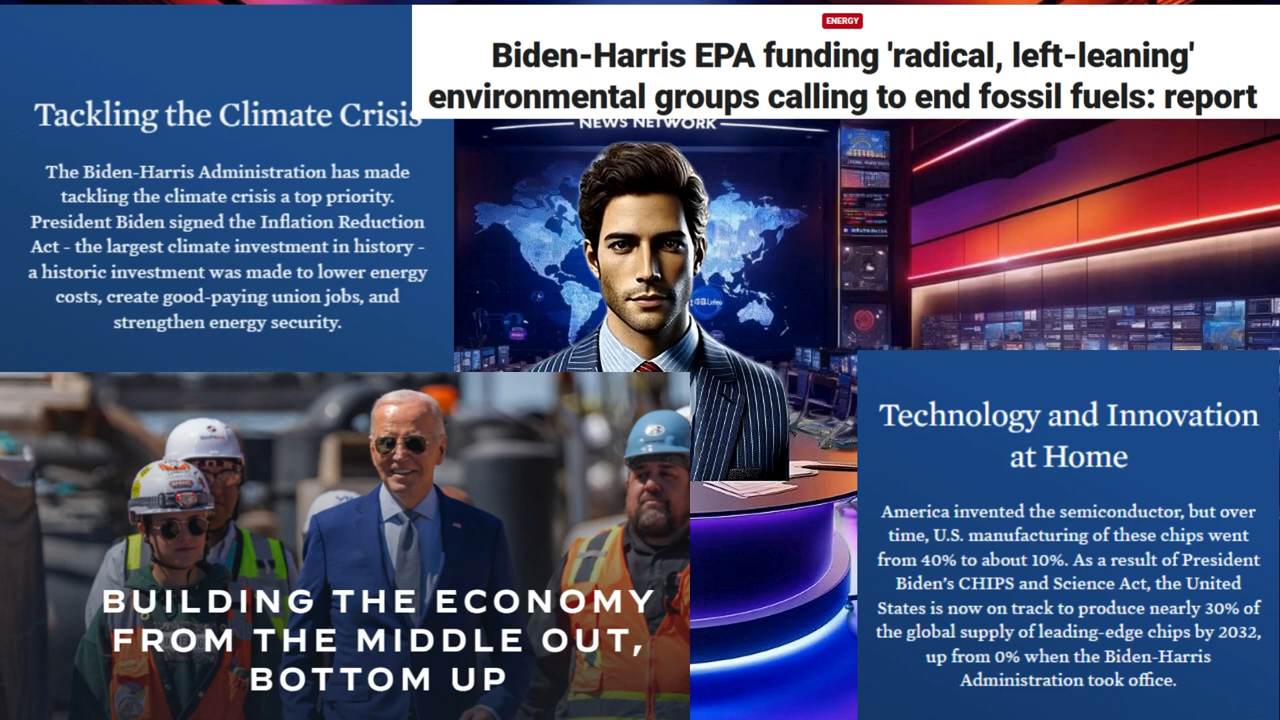 ENERGY
Biden-Harris EPA funding 'radical, left-leaning'
environmental groups calling to end fossil fuels: report
Tackling the Climate Crisis
The Biden-Harris Administration has made
tackling the climate crisis a top priority.
President Biden signed the Inflation Reduction
Act - the largest climate investment in history -
a historic investment was made to lower energy
costs, create good-paying union jobs, and
strengthen energy security.
NEWS NETWORK
BUILDING THE ECONOMY
FROM THE MIDDLE OUT,
BOTTOM UP
Technology and Innovation
at Home
America invented the semiconductor, but over
time, U.S. manufacturing of these chips went
from 40% to about 10%. As a result of President
Biden's CHIPS and Science Act, the United
States is now on track to produce nearly 30% of
the global supply of leading-edge chips by 2032,
up from 0% when the Biden-Harris
Administration took office.